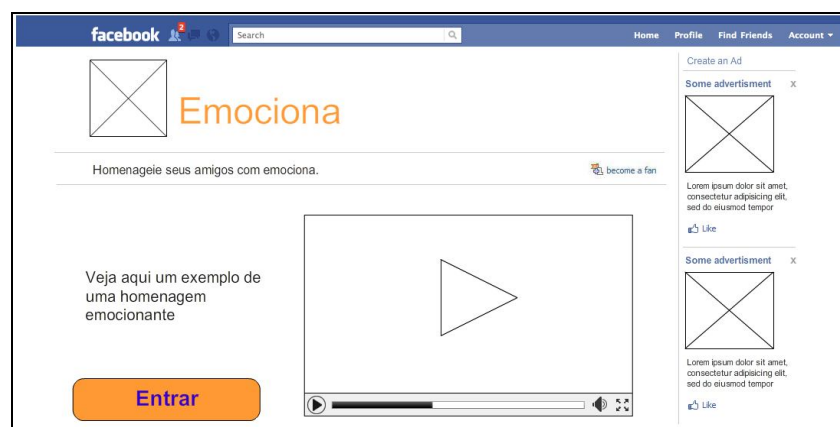 facebook 2 Search Home Profile Find Friends Account
Emociona
Homenageie seus amigos com emociona. become a fan
Veja aqui um exemplo de
uma homenagem
emocionante
Entrar
Create an Ad
Some advertisment x
Lorem ipsum dolor sit amet,
consectetur adipisicing elit,
sed do eiusmod tempor
Like
Some advertisment x
Lorem ipsum dolor sit amet,
consectetur adipisicing elit,
sed do eiusmod tempor
Like